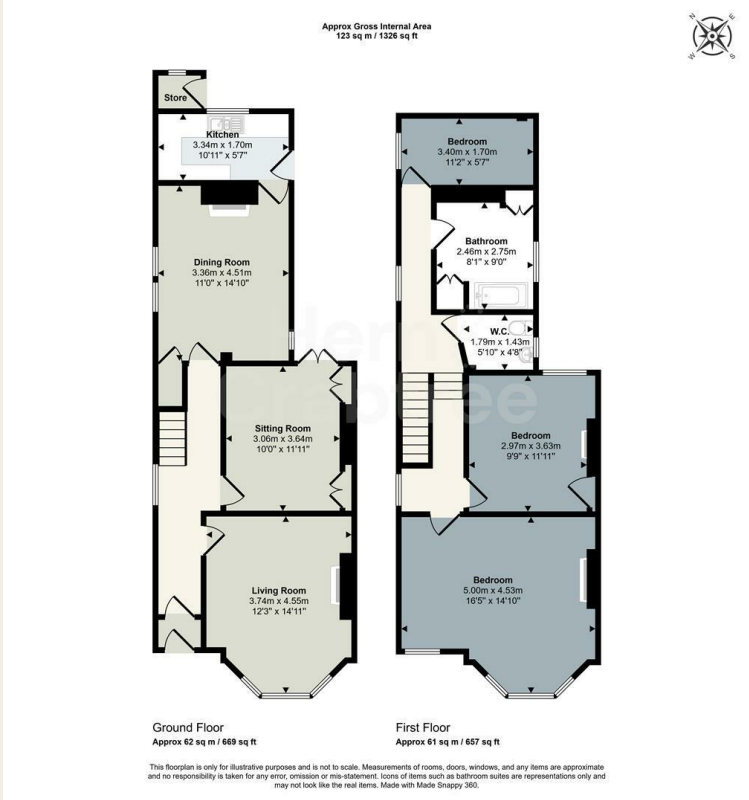 Approx Gross Internal Area
123 sq m / 1326 sq ft
N
E
W
S
Store
Kitchen
3.34m x 1.70m
10'11" x 5'7"
Dining Room
3.36m x 4.51m
11'0" x 14'10"
Sitting Room
3.06m x 3.64m
10'0" x 11'11"
Living Room
3.74m x 4.55m
12'3" x 14'11"
Bedroom
3.40m x 1.70m
11'2" x 5'7"
Bathroom
2.46m x 2.75m
8'1" x 9'0"
W.C.
1.79m x 1.43m
5'10" x 4'8"
Bedroom
2.97m x 3.63m
9'9" x 11'11"
Bedroom
5.00m x 4.53m
16'5" x 14'10"
Crabtree
Ground Floor
Approx 62 sq m / 669 sq ft
First Floor
Approx 61 sq m / 657 sq ft
This floorplan is only for illustrative purposes and is not to scale. Measurements of rooms, doors, windows, and any items are approximate
and no responsibility is taken for any error, omission or mis-statement. Icons of items such as bathroom suites are representations only and
may not look like the real items. Made with Made Snappy 360.